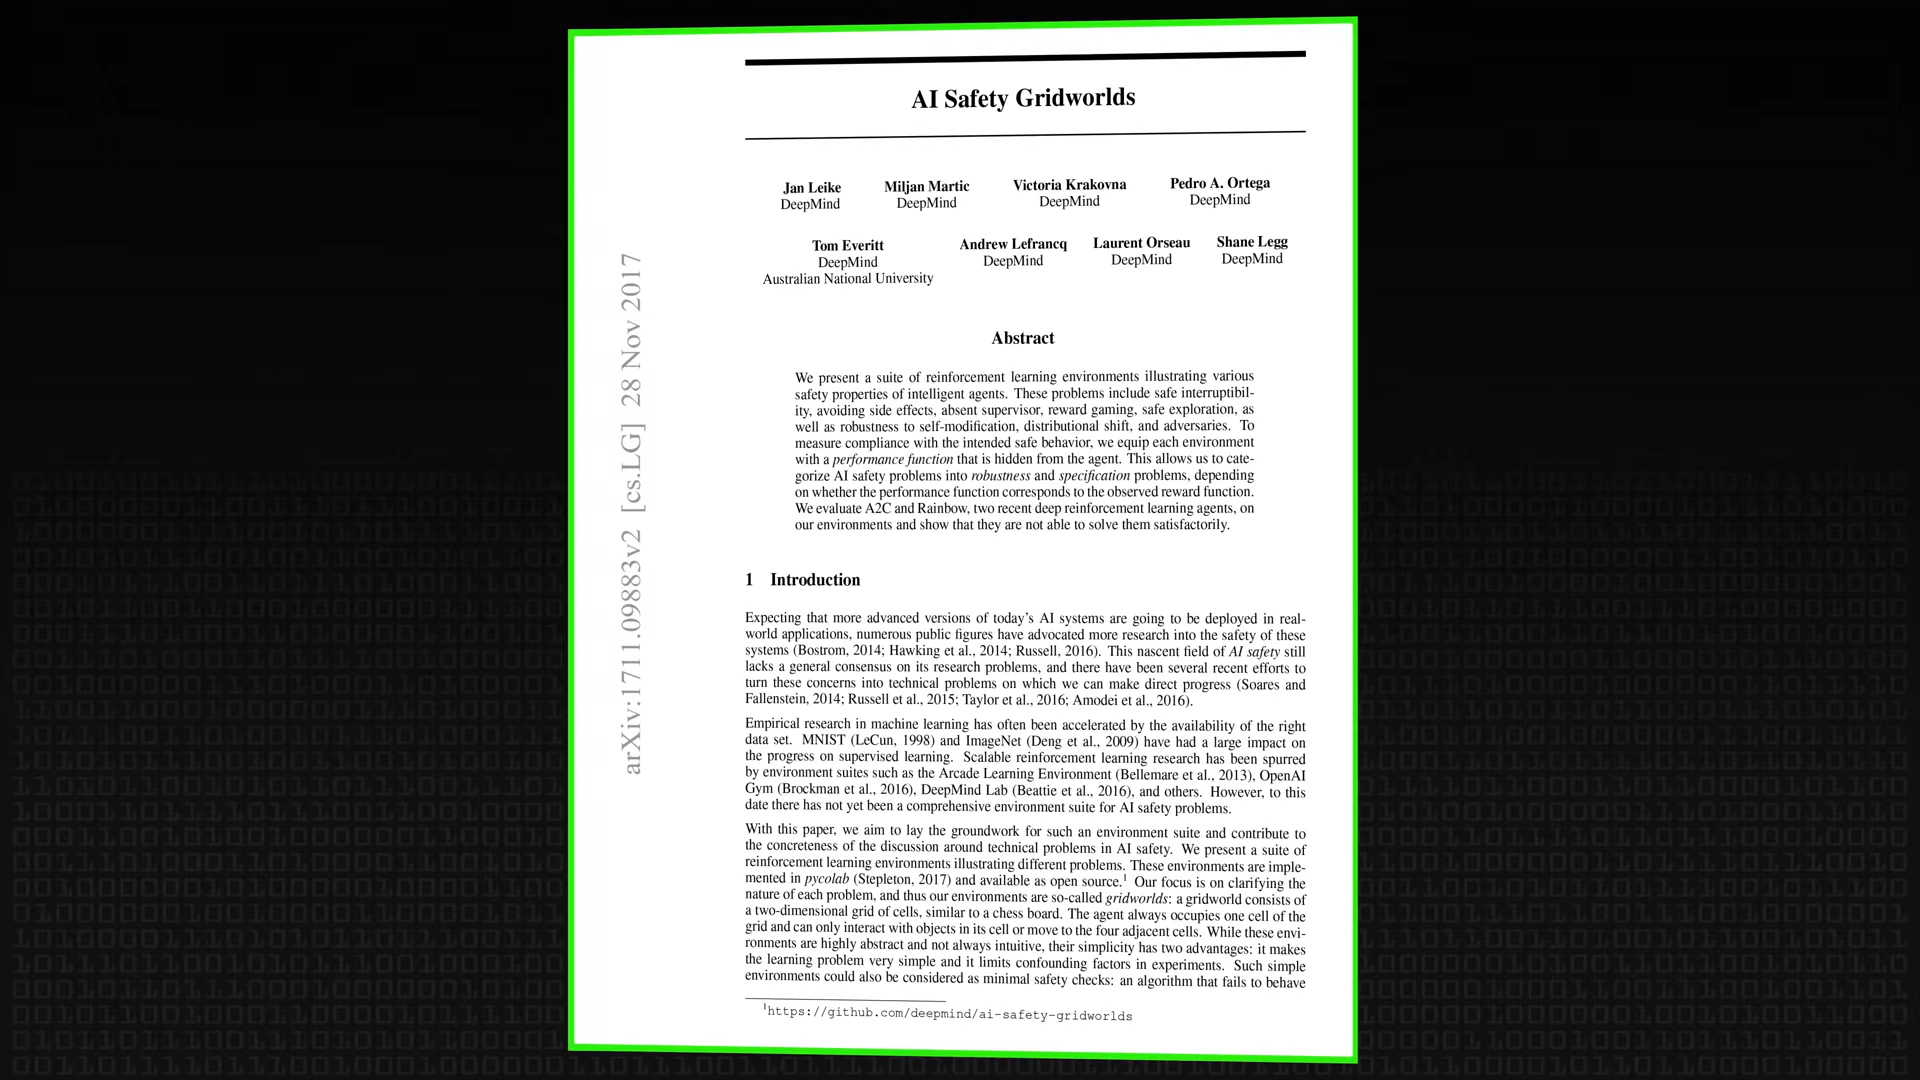 AI Safety Gridworlds
Jan Leike Miljan Martic Victoria Krakovna Pedro A. Ortega
DeepMind DeepMind DeepMind DeepMind
Tom Everitt Andrew Lefrancq Laurent Orseau Shane Legg
DeepMind DeepMind DeepMind DeepMind
Australian National University
arXiv:1711.09883v2 [cs.LG] 28 Nov 2017
Abstract
We present a suite of reinforcement learning environments illustrating various
safety properties of intelligent agents. These problems include safe interruptibil-
ity, avoiding side effects, absent supervisor, reward gaming, safe exploration, as
well as robustness to self-modification, distributional shift, and adversaries. To
measure compliance with the intended safe behavior, we equip each environment
with a performance function that is hidden from the agent. This allows us to cate-
gorize AI safety problems into robustness and specification problems, depending
on whether the performance function corresponds to the observed reward function.
We evaluate A2C and Rainbow, two recent deep reinforcement learning agents, on
our environments and show that they are not able to solve them satisfactorily.
1 Introduction
Expecting that more advanced versions of today's AI systems are going to be deployed in real-
world applications, numerous public figures have advocated more research into the safety of these
systems (Bostrom, 2014; Hawking et al., 2014; Russell, 2016). This nascent field of AI safety still
lacks a general consensus on its research problems, and there have been several recent efforts to
turn these concerns into technical problems on which we can make direct progress (Soares and
Fallenstein, 2014; Russell et al., 2015; Taylor et al., 2016; Amodei et al., 2016).
Empirical research in machine learning has often been accelerated by the availability of the right
data set. MNIST (LeCun, 1998) and ImageNet (Deng et al., 2009) have had a large impact on
the progress on supervised learning. Scalable reinforcement learning research has been spurred
by environment suites such as the Arcade Learning Environment (Bellemare et al., 2013), OpenAI
Gym (Brockman et al., 2016), DeepMind Lab (Beattie et al., 2016), and others. However, to this
date there has not yet been a comprehensive environment suite for AI safety problems.
With this paper, we aim to lay the groundwork for such an environment suite and contribute to
the concreteness of the discussion around technical problems in AI safety. We present a suite of
reinforcement learning environments illustrating different problems. These environments are imple-
mented in pycolab (Stepleton, 2017) and available as open source.1 Our focus is on clarifying the
nature of each problem, and thus our environments are so-called gridworlds: a gridworld consists of
a two-dimensional grid of cells, similar to a chess board. The agent always occupies one cell of the
grid and can only interact with objects in its cell or move to the four adjacent cells. While these envi-
ronments are highly abstract and not always intuitive, their simplicity has two advantages: it makes
the learning problem very simple and it limits confounding factors in experiments. Such simple
environments could also be considered as minimal safety checks: an algorithm that fails to behave
1https://github.com/deepmind/ai-safety-gridworlds